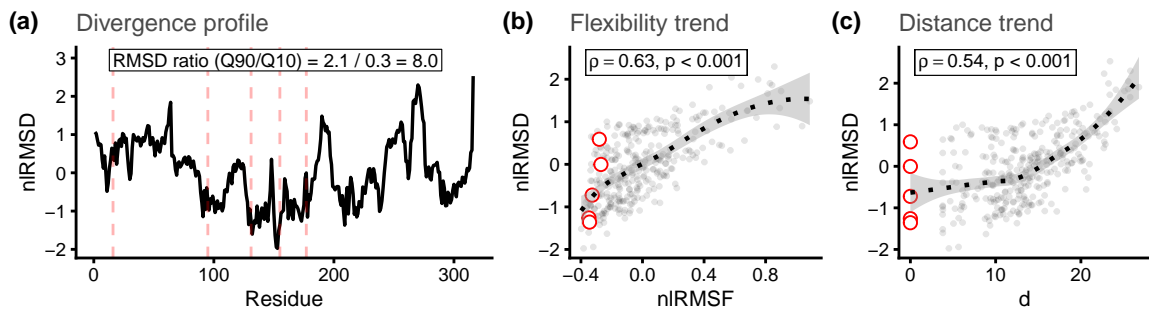 (a) Divergence profile
RMSD ratio (Q90/Q10) = 2.1 / 0.3 = 8.0
nlRMSD
3
2
1
0
−1
−2
0 100 200 300
Residue
(b) Flexibility trend
ρ = 0.63, p < 0.001
nlRMSD
2
1
0
−1
−2
−0.4 0.0 0.4 0.8
nlRMSF
(c) Distance trend
ρ = 0.54, p < 0.001
nlRMSD
2
1
0
−1
−2
0 10 20
d